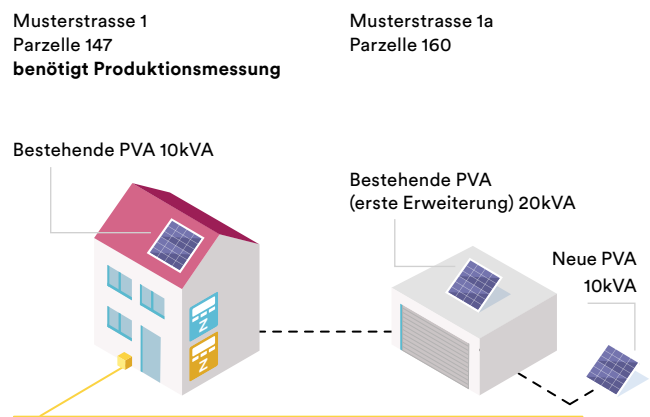 Musterstrasse 1
Parzelle 147
benötigt Produktionsmessung
Musterstrasse 1a
Parzelle 160
Bestehende PVA 10kVA
Bestehende PVA
(erste Erweiterung) 20kVA
Neue PVA
10kVA
Z
Z